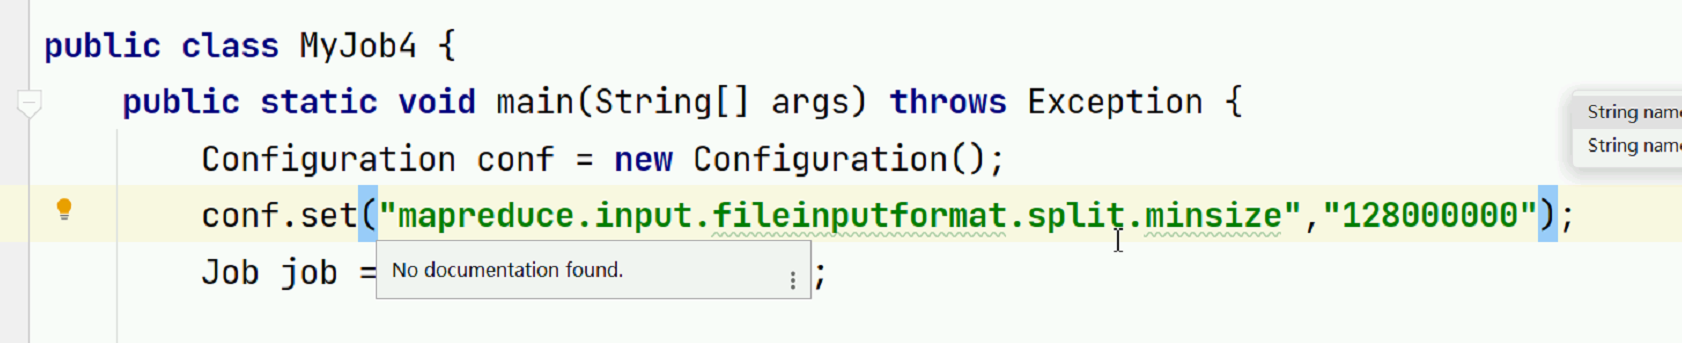 public class MyJob4 {
public static void main(String[] args) throws Exception {
String name
String name
Configuration conf = new Configuration();
conf.set("mapreduce.input.fileinputformat.split.minsize","128000000");
Job job =
No documentation found.
;